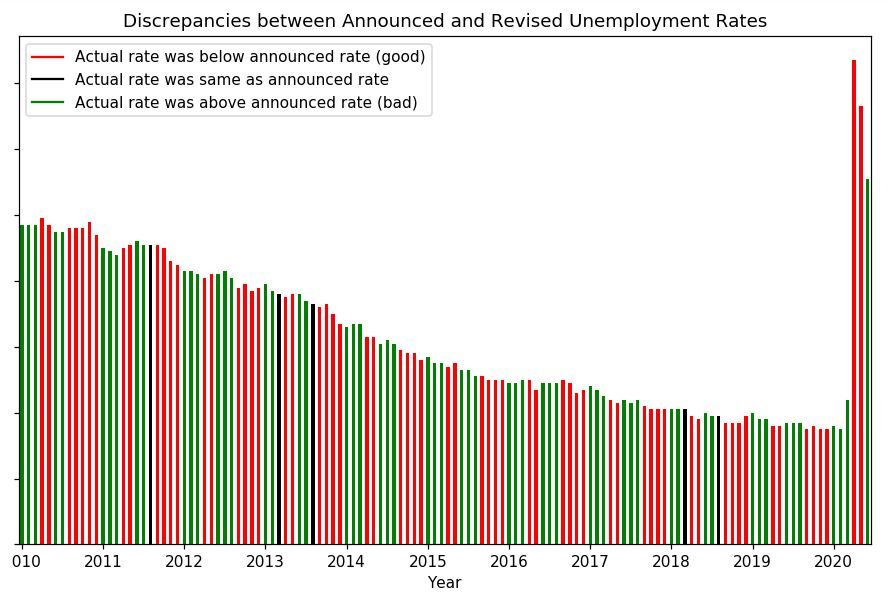 Discrepancies between Announced and Revised Unemployment Rates
Actual rate was below announced rate (good)
Actual rate was same as announced rate
Actual rate was above announced rate (bad)
010 2011 2012 2013 2014 2015 2016 2017 2018 2019 2020
Year